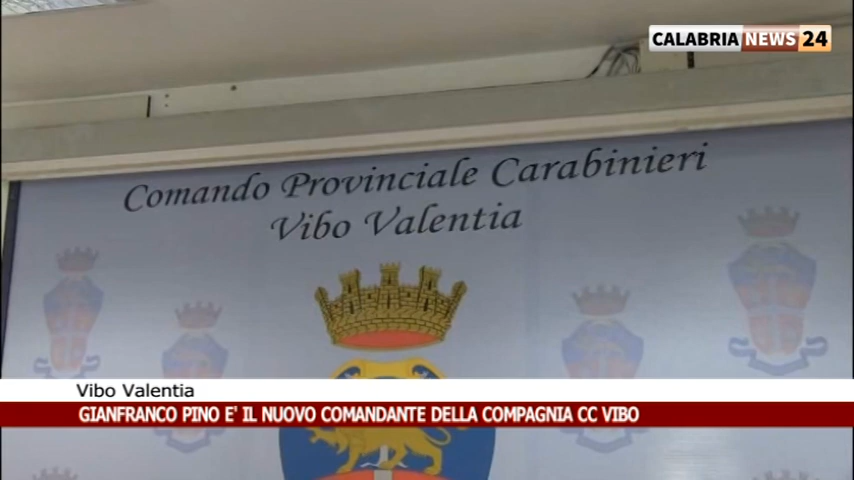 CALABRIA NEWS 24
Comando Provinciale Carabinieri
Vibo Valentia
Vibo Valentia
GIANFRANCO PINO E' IL NUOVO COMANDANTE DELLA COMPAGNIA CC VIBO